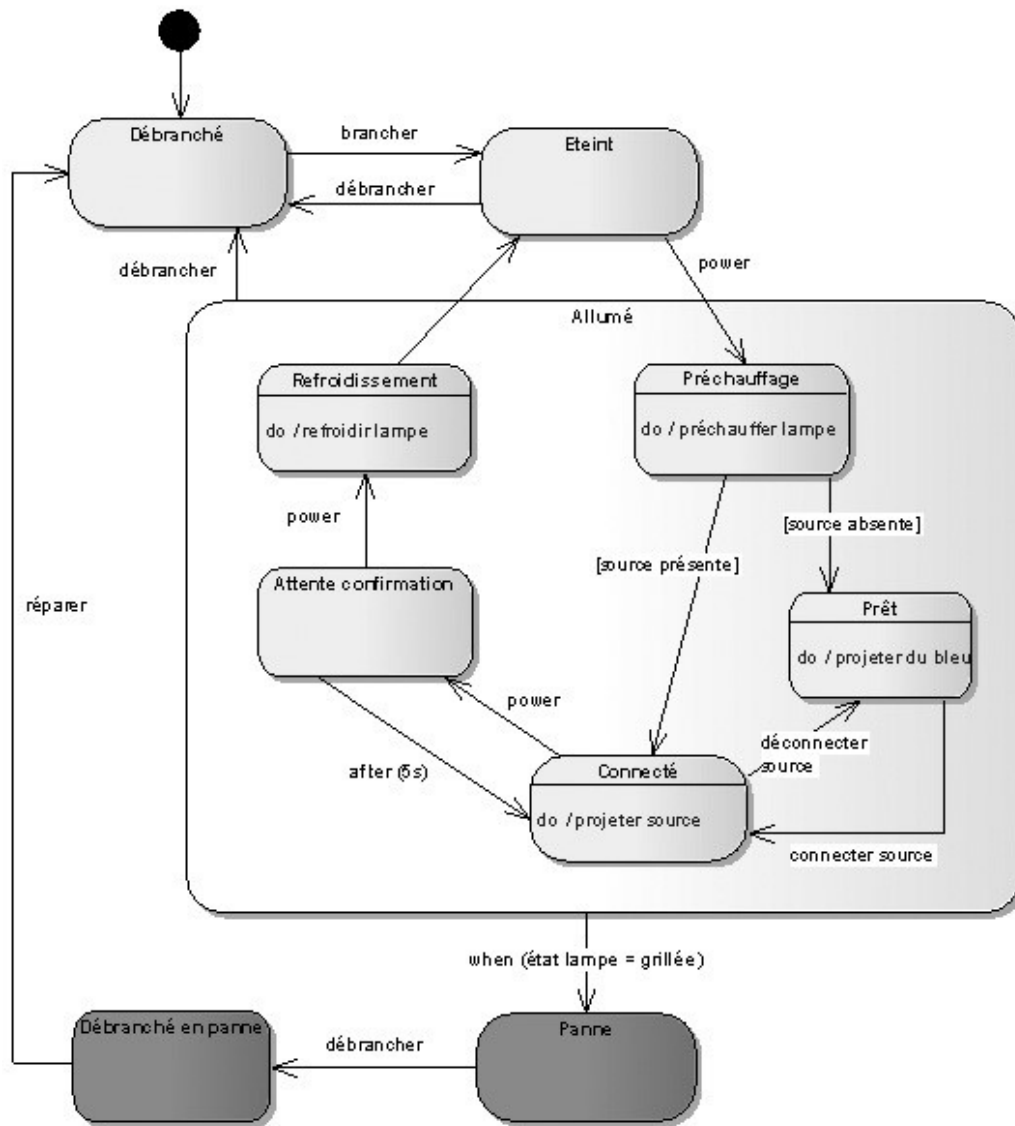 Débranché
brancher
Eteint
débrancher
débrancher
power
Allumé
Refroidissement
do / refroidir lampe
Préchauffage
do / préchauffer lampe
[source absente]
power
[source présente]
Attente confirmation
réparer
Prêt
do / projeter du bleu
power
déconnecter
source
after (5s)
Connecté
do / projeter source
connecter source
when (état lampe = grillée)
Débranché en panne
débrancher
Panne